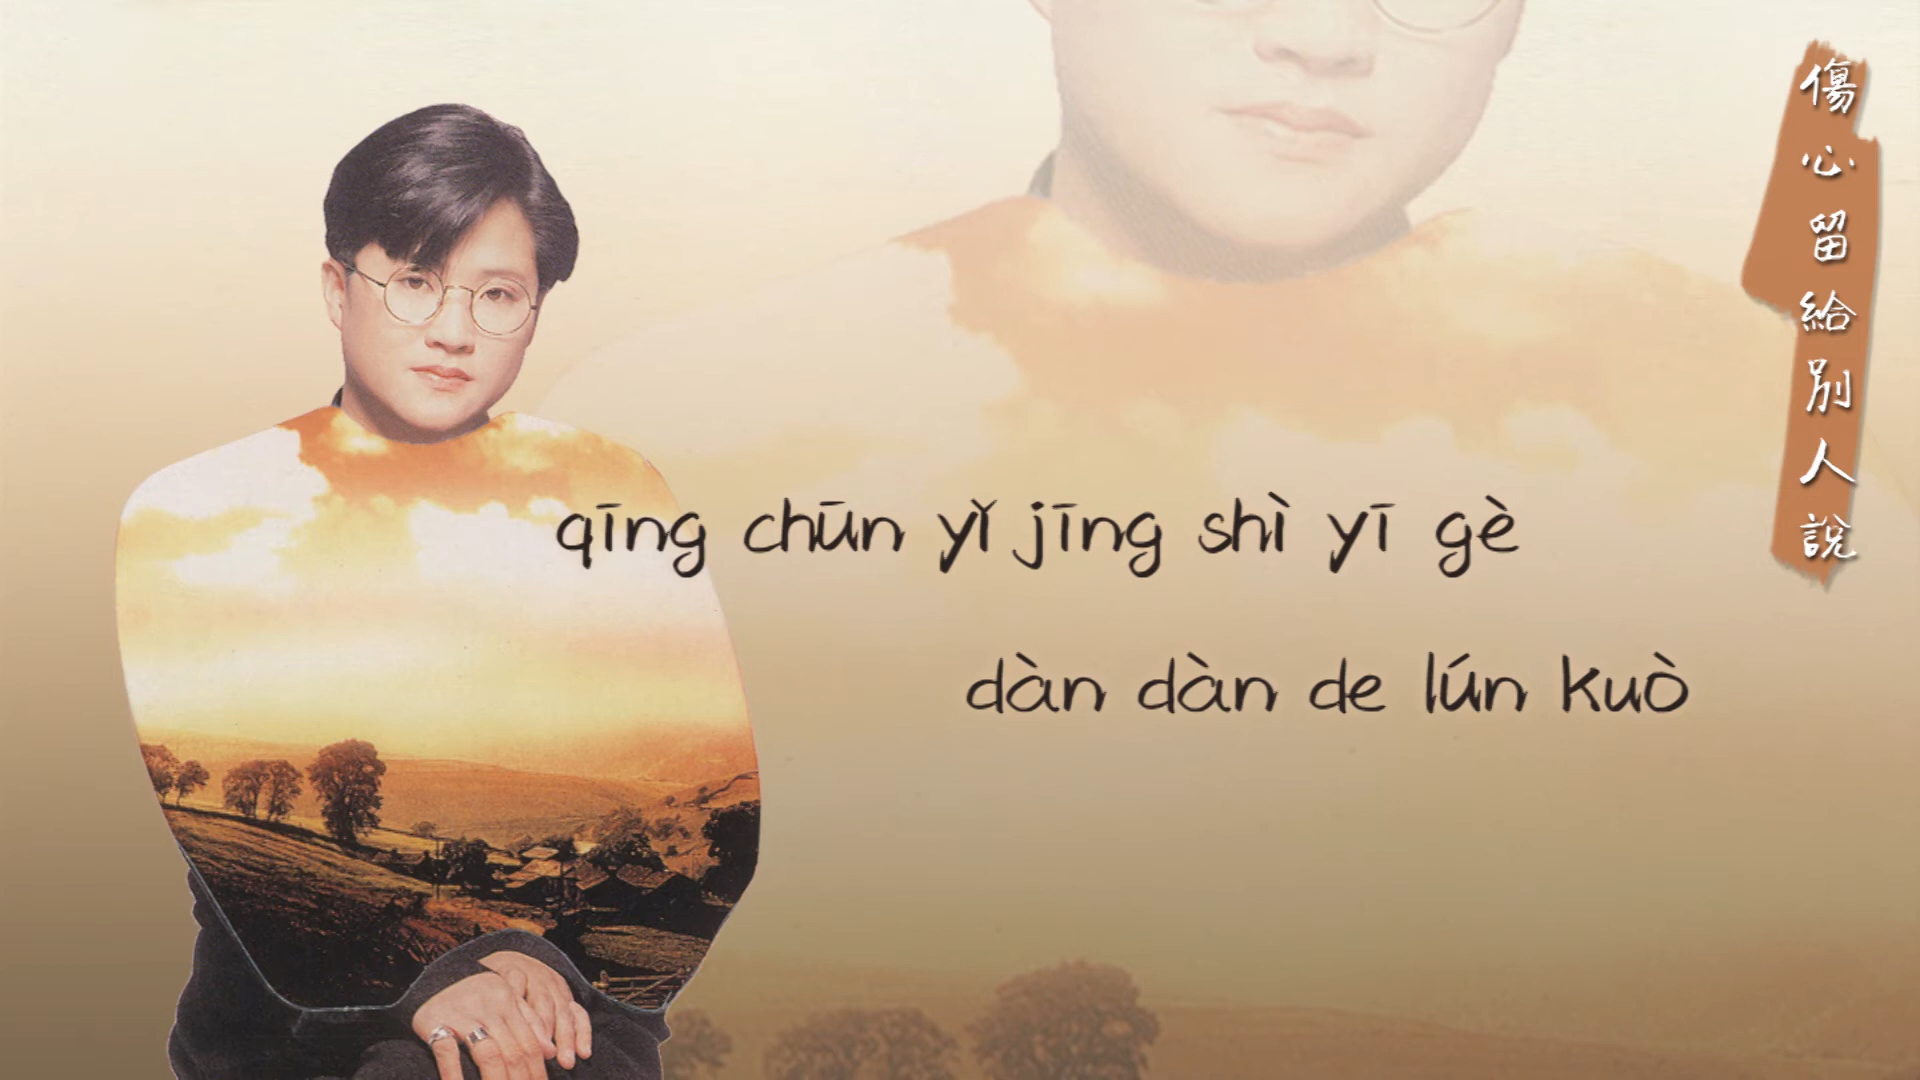 傷心留給別人說
qīng chūn yǐ jīng shì yī gè
dàn dàn de lún kuò